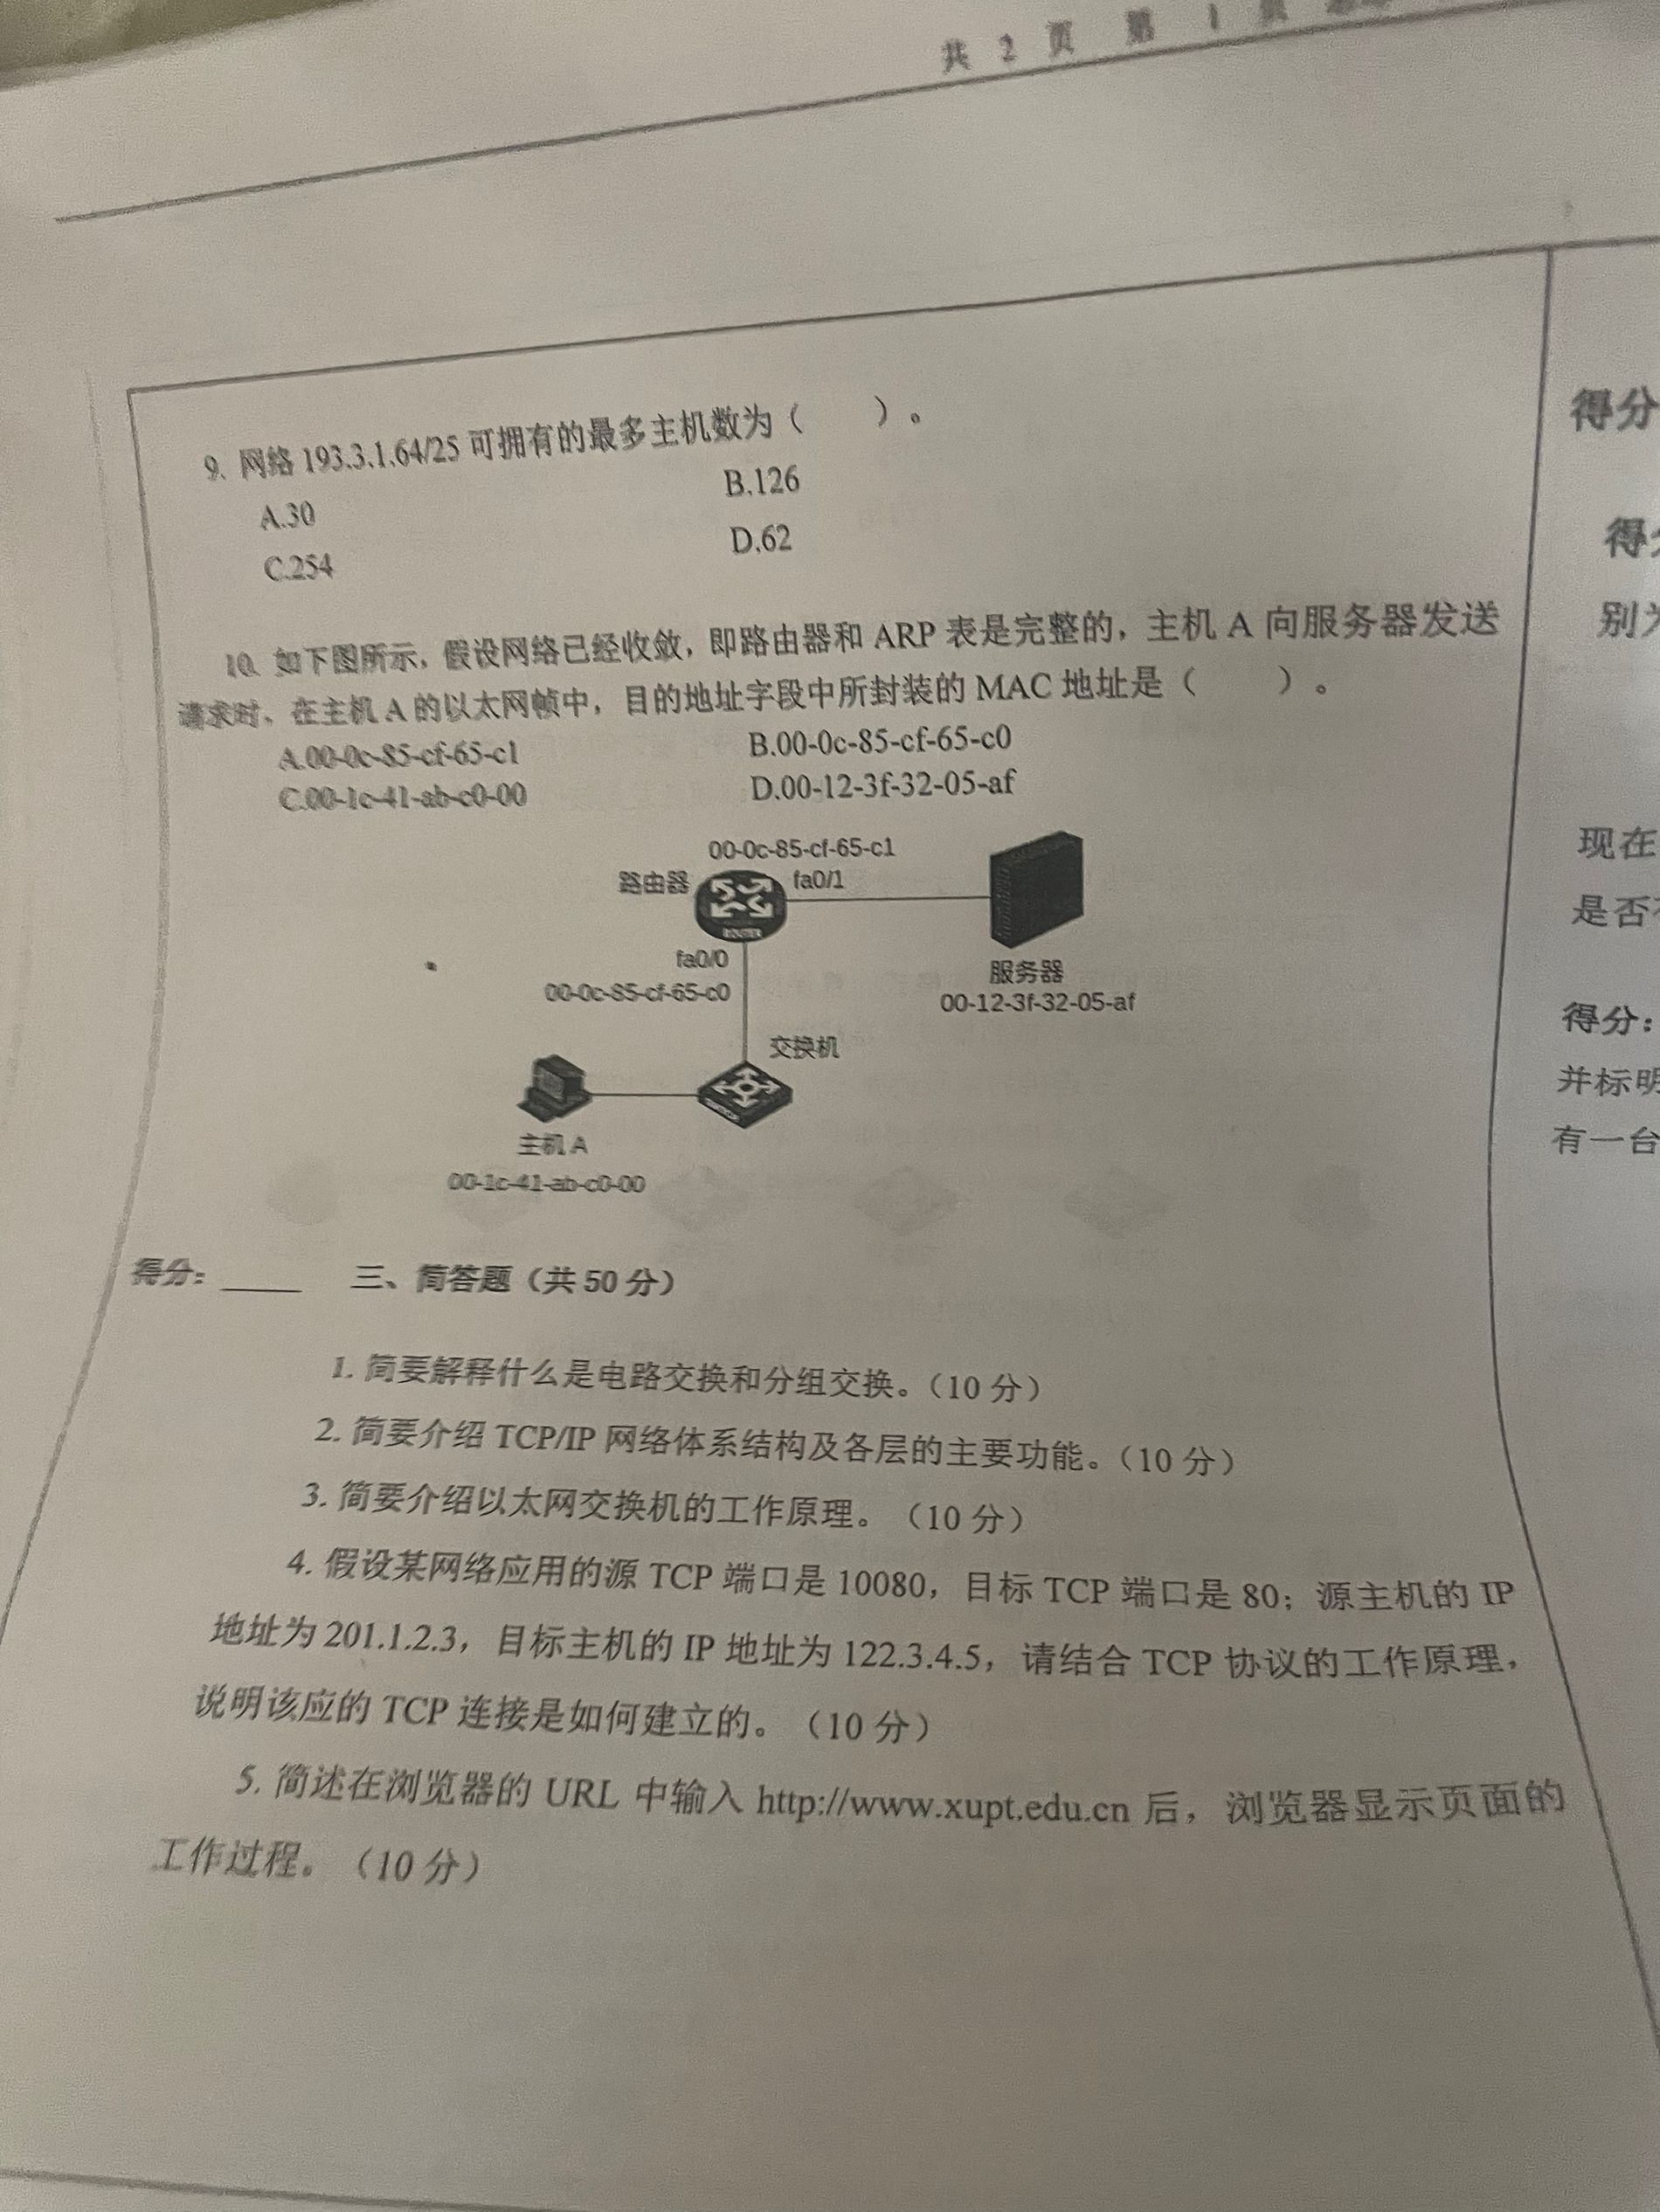 共 2 页 第 1 页
9. 网络 193.3.1.64/25 可拥有的最多主机数为（ ）。
A.30 B.126
C.254 D.62
10. 如下图所示，假设网络已经收敛，即路由器和 ARP 表是完整的，主机 A 向服务器发送
请求时，在主机 A 的以太网帧中，目的地址字段中所封装的 MAC 地址是（ ）。
A.00-0c-85-cf-65-c1 B.00-0c-85-cf-65-c0
C.00-1c-41-ab-c0-00 D.00-12-3f-32-05-af
00-0c-85-cf-65-c1
路由器 fa0/1
ROUTER
fa0/0
00-0c-85-cf-65-c0
服务器
00-12-3f-32-05-af
交换机
主机 A
00-1c-41-ab-c0-00
得分：_____ 三、简答题（共 50 分）
1. 简要解释什么是电路交换和分组交换。（10 分）
2. 简要介绍 TCP/IP 网络体系结构及各层的主要功能。（10 分）
3. 简要介绍以太网交换机的工作原理。（10 分）
4. 假设某网络应用的源 TCP 端口是 10080，目标 TCP 端口是 80；源主机的 IP
地址为 201.1.2.3，目标主机的 IP 地址为 122.3.4.5，请结合 TCP 协议的工作原理，
说明该应的 TCP 连接是如何建立的。（10 分）
5. 简述在浏览器的 URL 中输入 http://www.xupt.edu.cn 后，浏览器显示页面的
工作过程。（10 分）
得分
得
别
现在
是否
得分：
并标明
有一台